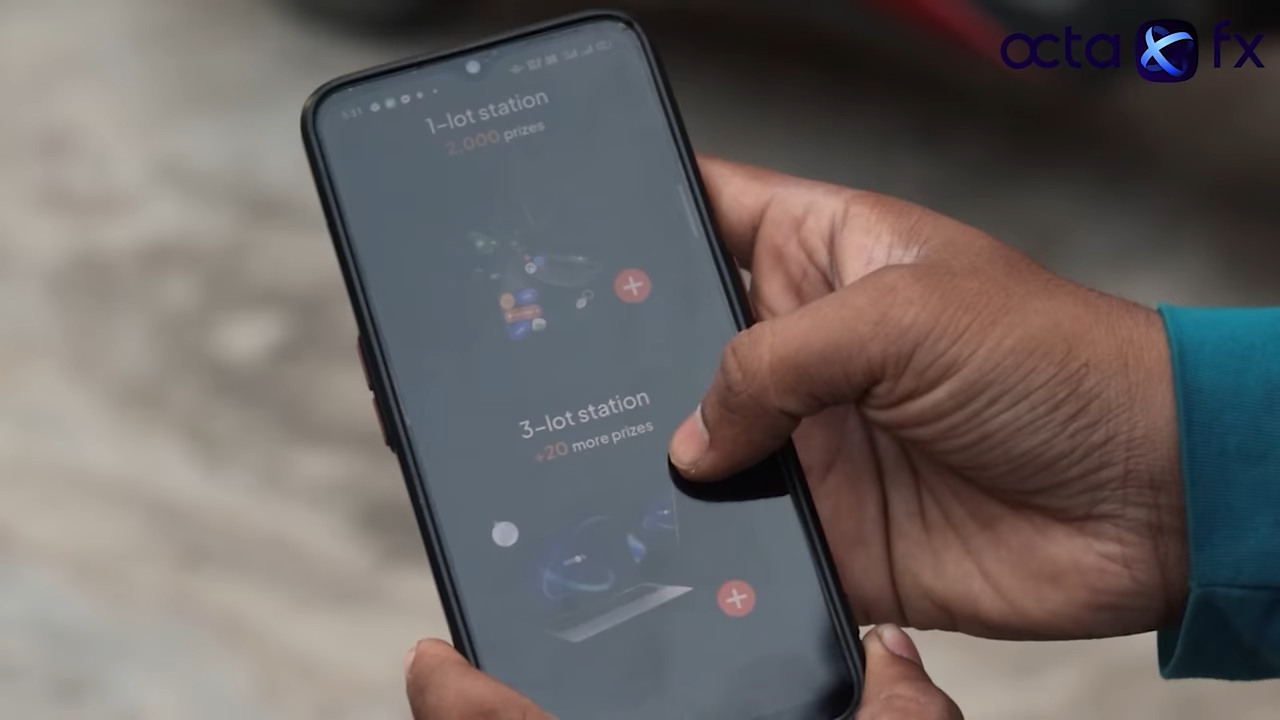 octa fx
1-lot station
2,000 prizes
3-lot station
+20 more prizes